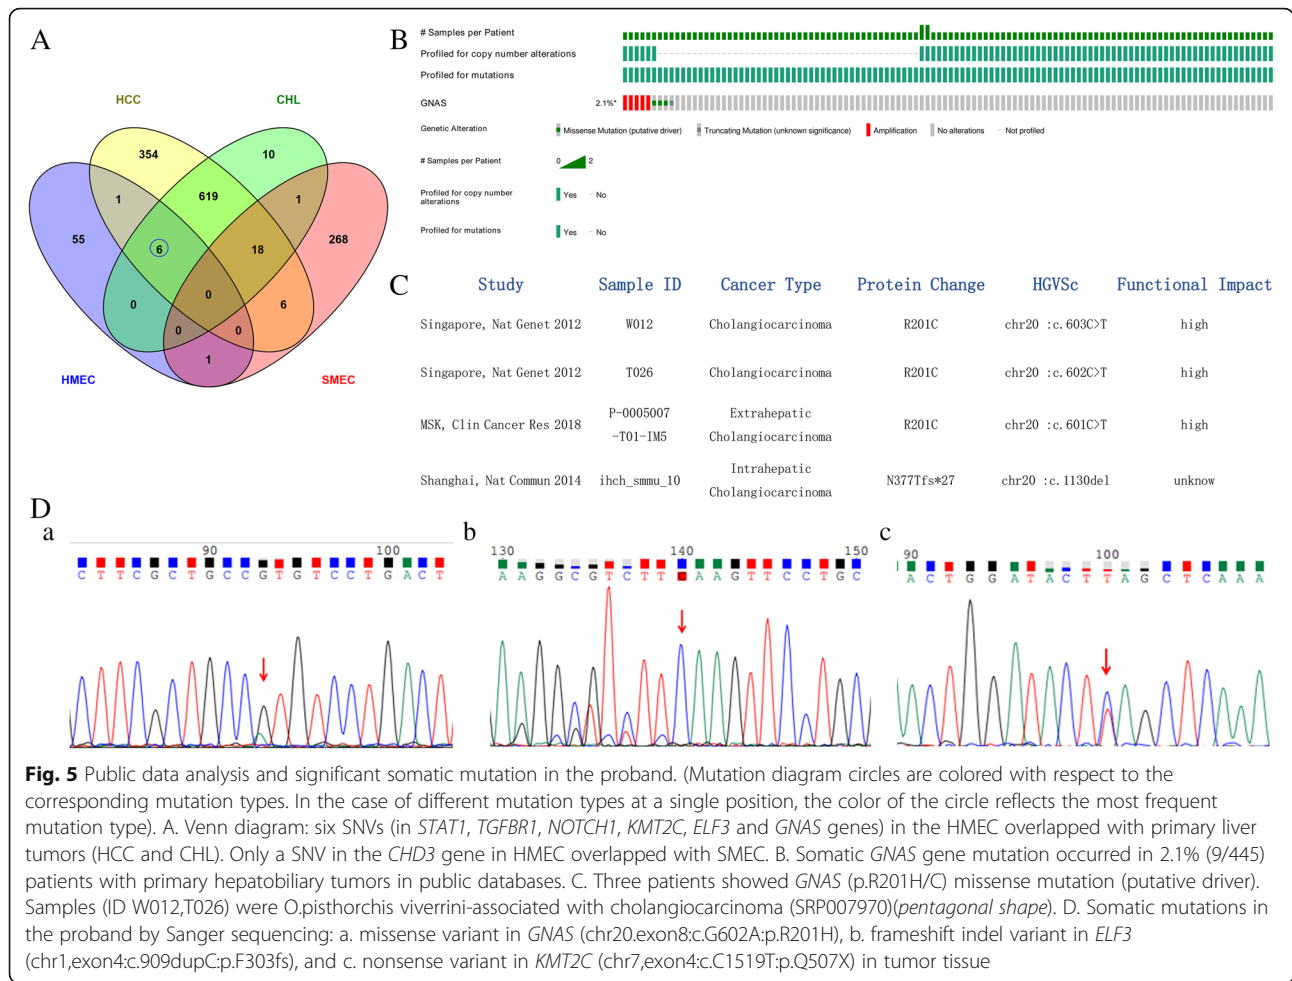 A
HCC
CHL
354
10
1
619
1
55
6
18
268
0
0
6
0
0
1
HMEC
SMEC
B
# Samples per Patient
Profiled for copy number alterations
Profiled for mutations
GNAS 2.1%*
Genetic Alteration Missense Mutation (putative driver) Truncating Mutation (unknown significance) Amplification No alterations Not profiled
# Samples per Patient 0 2
Profiled for copy number
alterations
Yes No
Profiled for mutations Yes No
C
Study Sample ID Cancer Type Protein Change HGVSc Functional Impact
Singapore, Nat Genet 2012 W012 Cholangiocarcinoma R201C chr20 :c.603C>T high
Singapore, Nat Genet 2012 T026 Cholangiocarcinoma R201C chr20 :c.602C>T high
MSK, Clin Cancer Res 2018 P-0005007
-T01-IM5 Extrahepatic
Cholangiocarcinoma R201C chr20 :c.601C>T high
Shanghai, Nat Commun 2014 ihch_smmu_10 Intrahepatic
Cholangiocarcinoma N377Tfs*27 chr20 :c.1130del unknow
D
a
90 100
C T T C G C T G C C G T G T C C T G A C T
b
130 140 150
A A G G C G T C T T C A A G T T C C T G C
c
90 100
A C T G G A T A C T T A G C T C A A A
Fig. 5 Public data analysis and significant somatic mutation in the proband. (Mutation diagram circles are colored with respect to the
corresponding mutation types. In the case of different mutation types at a single position, the color of the circle reflects the most frequent
mutation type). A. Venn diagram: six SNVs (in STAT1, TGFBR1, NOTCH1, KMT2C, ELF3 and GNAS genes) in the HMEC overlapped with primary liver
tumors (HCC and CHL). Only a SNV in the CHD3 gene in HMEC overlapped with SMEC. B. Somatic GNAS gene mutation occurred in 2.1% (9/445)
patients with primary hepatobiliary tumors in public databases. C. Three patients showed GNAS (p.R201H/C) missense mutation (putative driver).
Samples (ID W012,T026) were O.pisthorchis viverrini-associated with cholangiocarcinoma (SRP007970)(pentagonal shape). D. Somatic mutations in
the proband by Sanger sequencing: a. missense variant in GNAS (chr20.exon8:c.G602A:p.R201H), b. frameshift indel variant in ELF3
(chr1,exon4:c.909dupC:p.F303fs), and c. nonsense variant in KMT2C (chr7,exon4:c.C1519T:p.Q507X) in tumor tissue